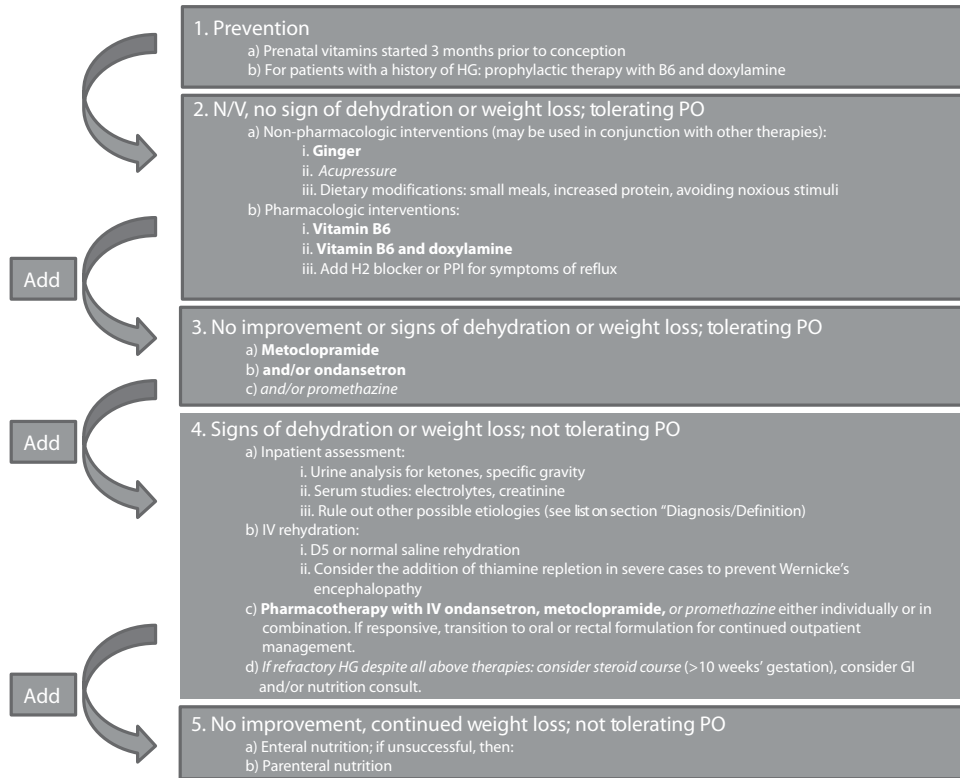 1. Prevention
a) Prenatal vitamins started 3 months prior to conception
b) For patients with a history of HG: prophylactic therapy with B6 and doxylamine
2. N/V, no sign of dehydration or weight loss; tolerating PO
a) Non-pharmacologic interventions (may be used in conjunction with other therapies):
i. Ginger
ii. Acupressure
iii. Dietary modifications: small meals, increased protein, avoiding noxious stimuli
b) Pharmacologic interventions:
i. Vitamin B6
ii. Vitamin B6 and doxylamine
iii. Add H2 blocker or PPI for symptoms of reflux
Add
3. No improvement or signs of dehydration or weight loss; tolerating PO
a) Metoclopramide
b) and/or ondansetron
c) and/or promethazine
Add
4. Signs of dehydration or weight loss; not tolerating PO
a) Inpatient assessment:
i. Urine analysis for ketones, specific gravity
ii. Serum studies: electrolytes, creatinine
iii. Rule out other possible etiologies (see list on section "Diagnosis/Definition)
b) IV rehydration:
i. D5 or normal saline rehydration
ii. Consider the addition of thiamine repletion in severe cases to prevent Wernicke's
encephalopathy
c) Pharmacotherapy with IV ondansetron, metoclopramide, or promethazine either individually or in
combination. If responsive, transition to oral or rectal formulation for continued outpatient
management.
d) If refractory HG despite all above therapies: consider steroid course (>10 weeks' gestation), consider GI
and/or nutrition consult.
Add
5. No improvement, continued weight loss; not tolerating PO
a) Enteral nutrition; if unsuccessful, then:
b) Parenteral nutrition